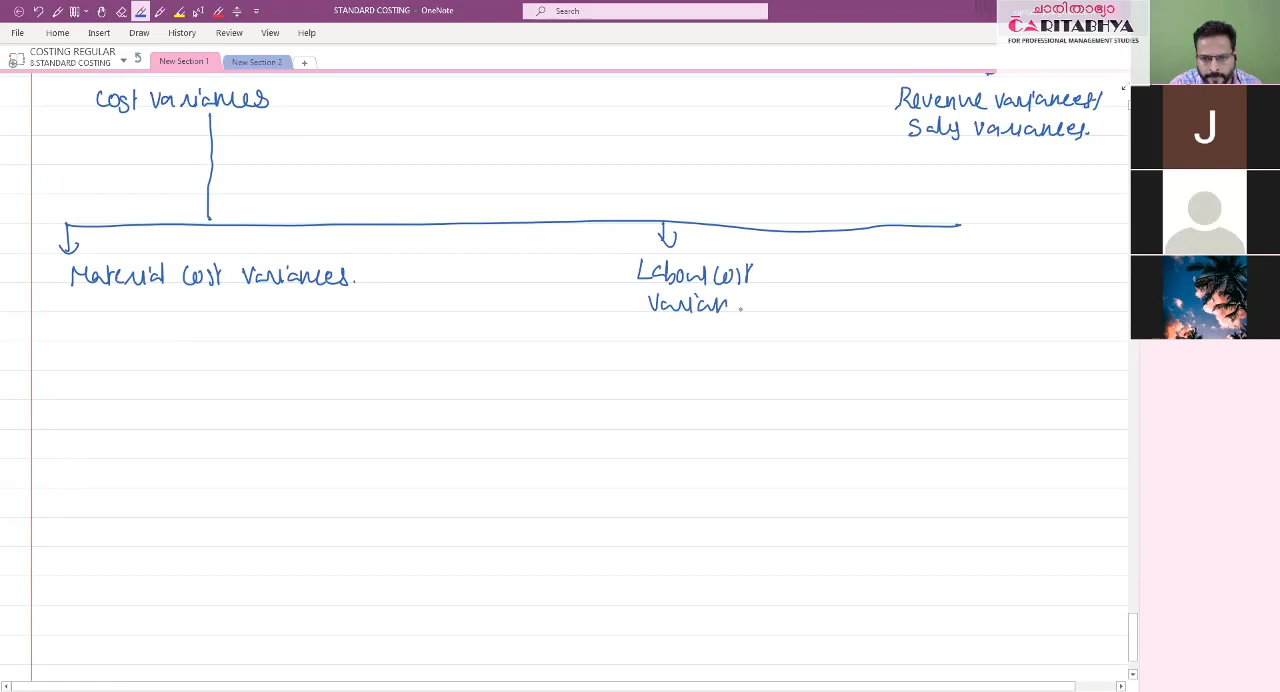 STANDARD COSTING - OneNote
Search
ചാരിതാഭ്യാ
CARITABHYA
FOR PROFESSIONAL MANAGEMENT STUDIES
File Home Insert Draw History Review View Help
COSTING REGULAR
8.STANDARD COSTING
New Section 1
New Section 2
Cost variances
Revenue variances/
Sales variances.
Material Cost Variances.
Labour Cost
Varian
J